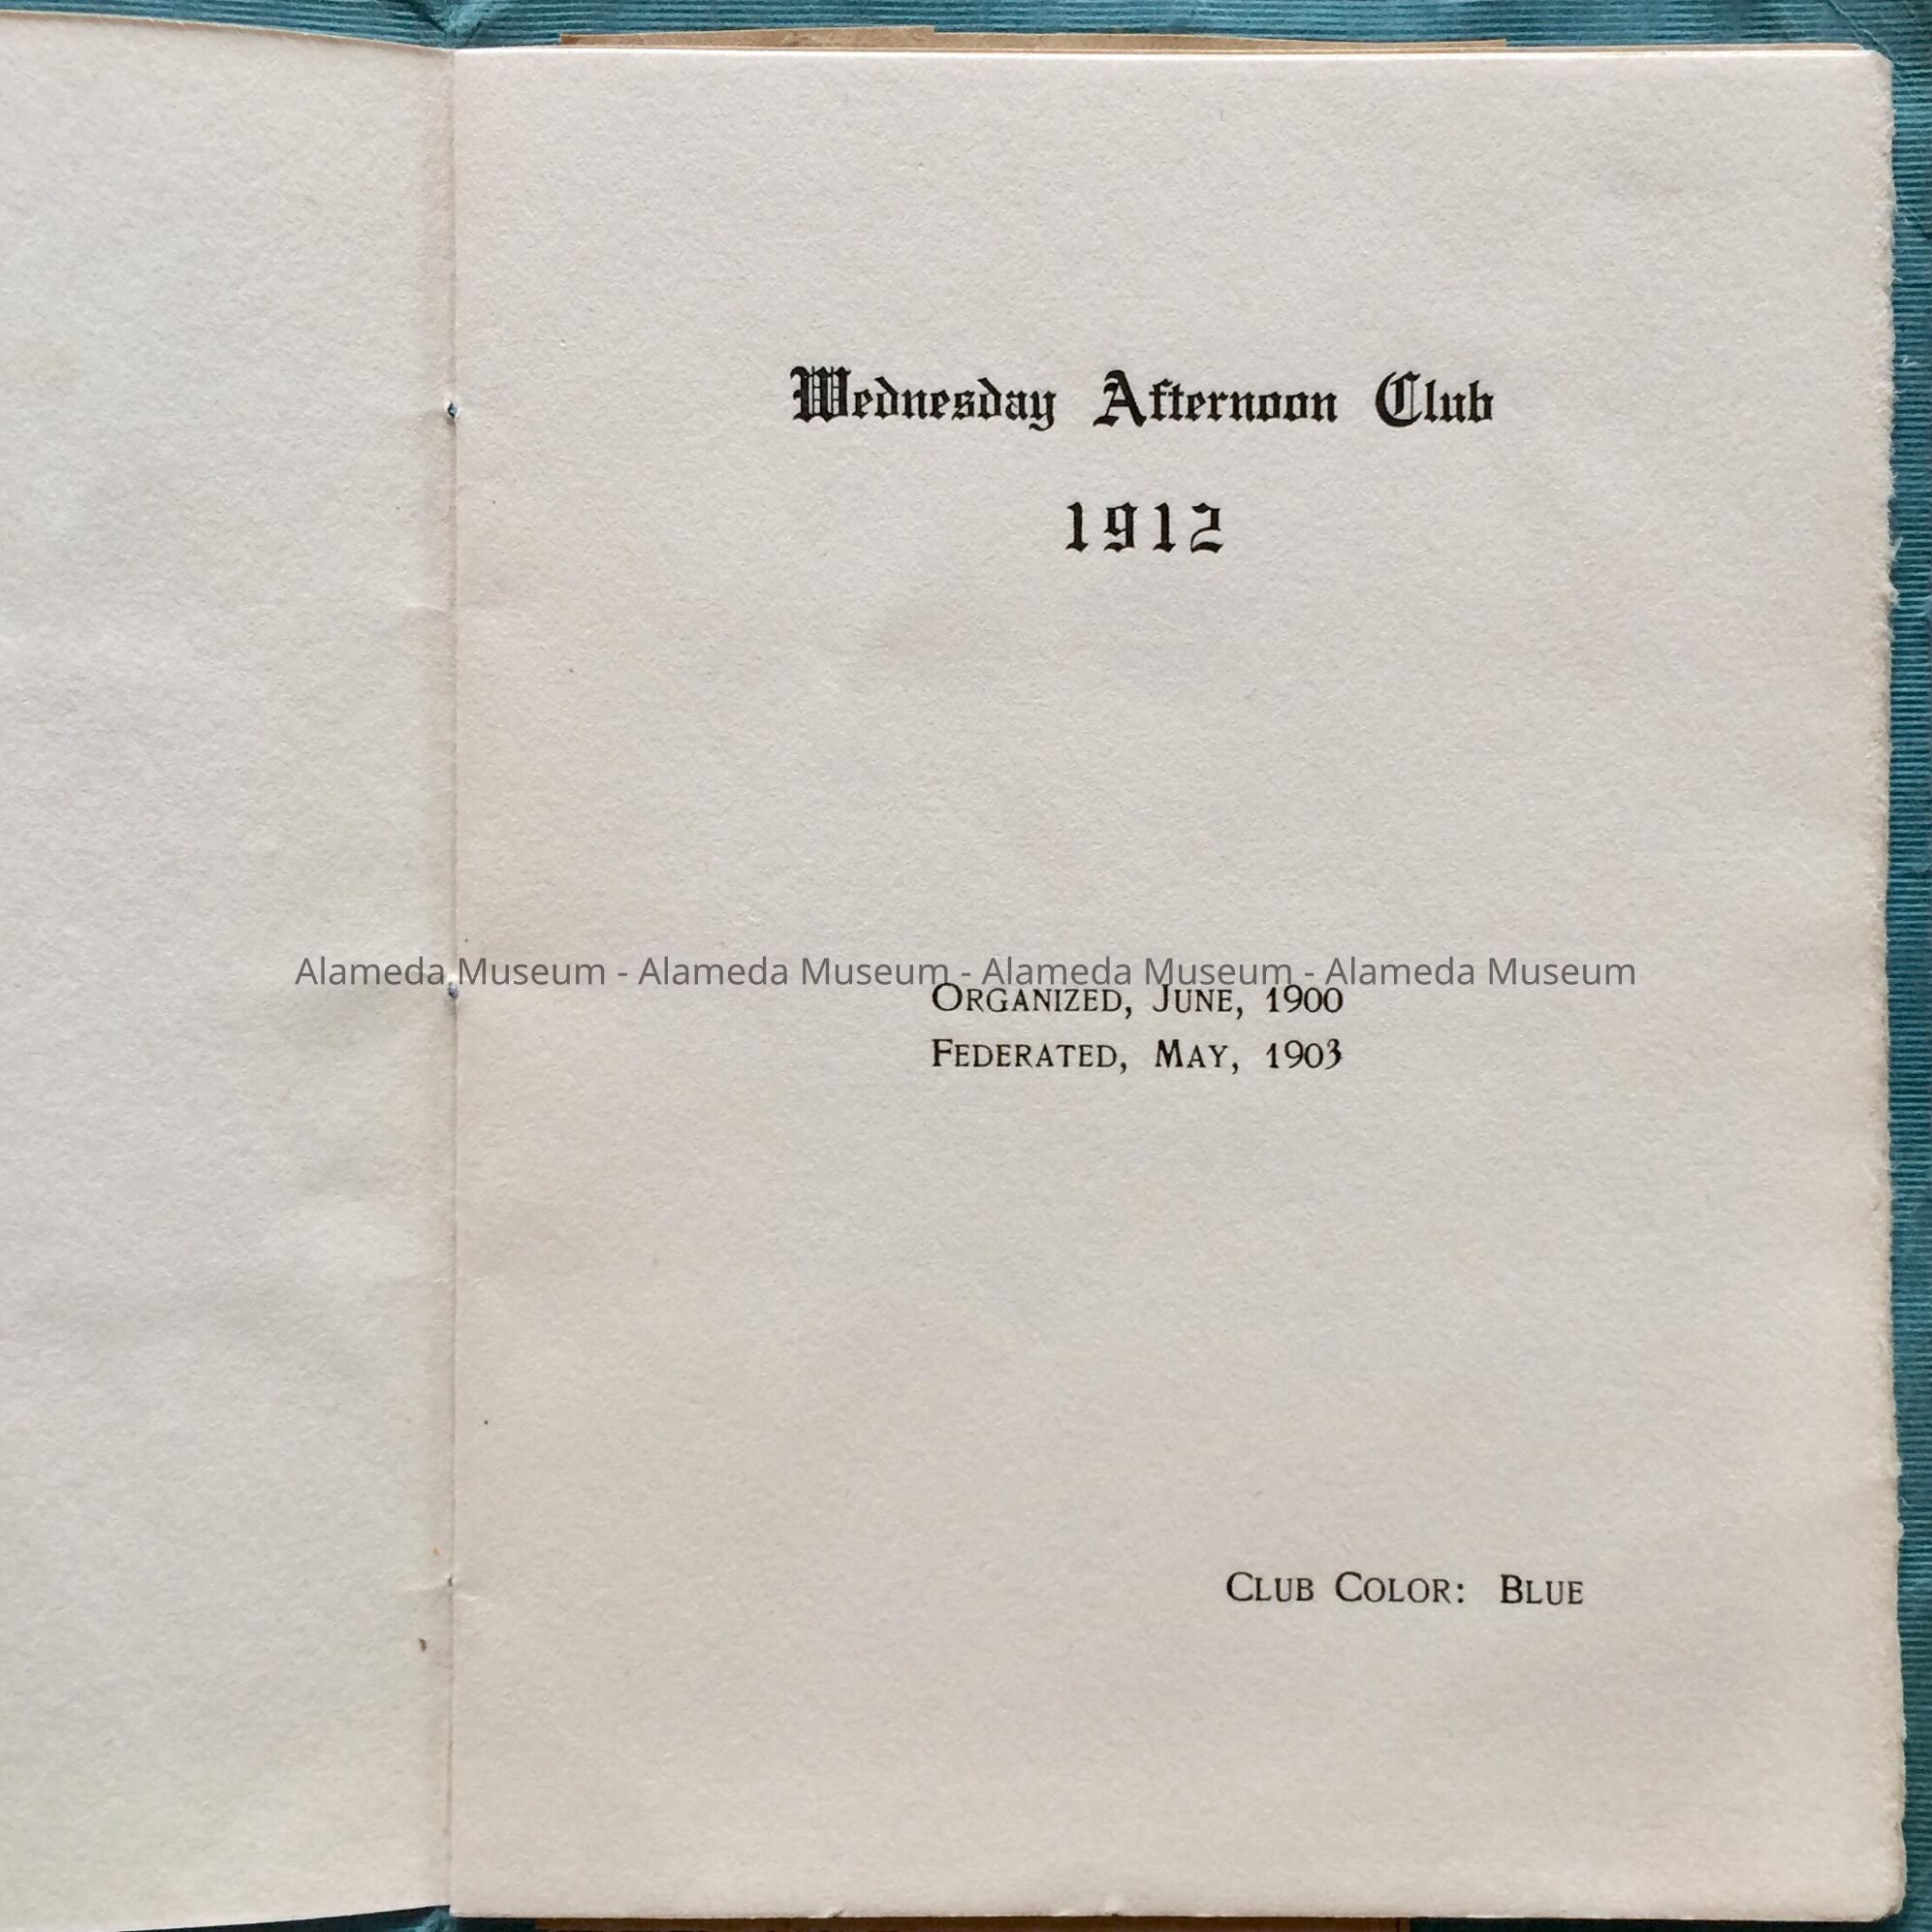 Wednesday Afternoon Club
1912
Alameda Museum - Alameda Museum - Alameda Museum - Alameda Museum
ORGANIZED, JUNE, 1900
FEDERATED, MAY, 1903
CLUB COLOR: BLUE